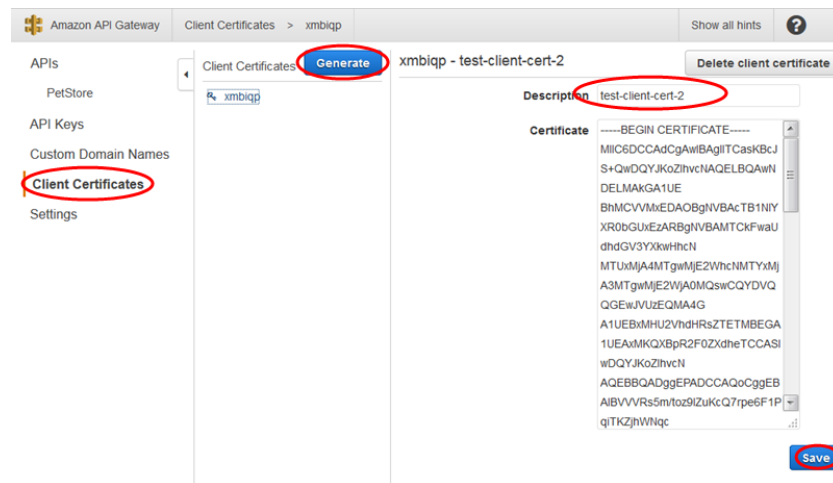 Amazon API Gateway
Client Certificates > xmbiqp
Show all hints
?
APIs
PetStore
API Keys
Custom Domain Names
Client Certificates
Settings
Client Certificates
Generate
xmbiqp
xmbiqp - test-client-cert-2
Delete client certificate
Description test-client-cert-2
Certificate
-----BEGIN CERTIFICATE-----
MIIC6DCCAdCgAwIBAgIITCasKBcJ
S+QwDQYJKoZIhvcNAQELBQAwN
DELMAkGA1UE
BhMCVVMxEDAOBgNVBAcTB1NlY
XR0bGUxEzARBgNVBAMTCkFwaU
dhdGV3YXkwHhcN
MTUxMjA4MTgwMjE2WhcNMTYxMj
A3MTgwMjE2WjA0MQswCQYDVQ
QGEwJVUzEQMA4G
A1UEBxMHU2VhdHRsZTETMBEGA
1UEAxMKQXBpR2F0ZXdheTCCASI
wDQYJKoZIhvcN
AQEBBQADggEPADCCAQoCggEB
AIBVVVRs5m/toz9IZuKcQ7rpe6F1P
qiTKZjhWNqc
Save